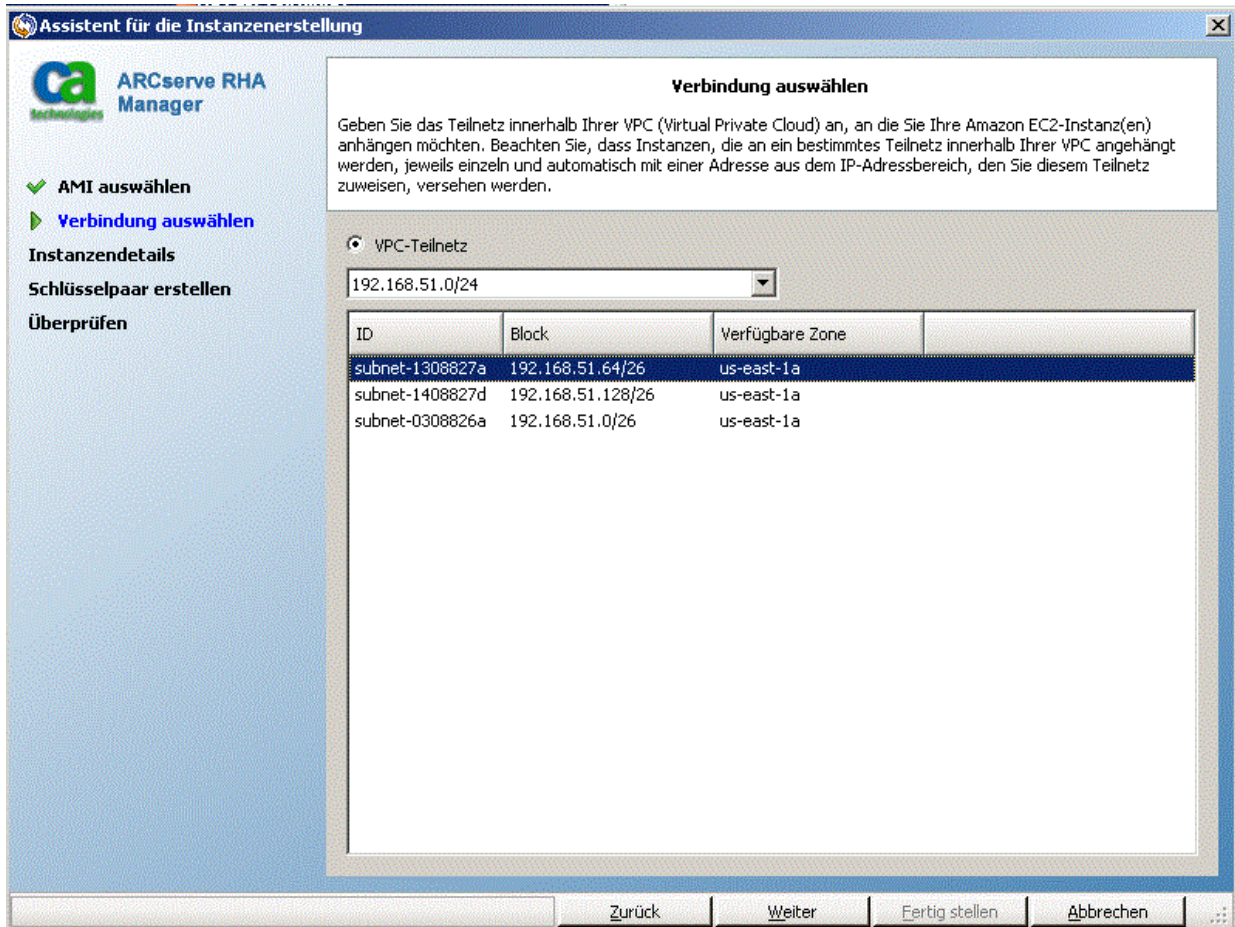 Assistent für die Instanzenerstellung
ca
technologies
ARCserve RHA
Manager
AMI auswählen
Verbindung auswählen
Instanzendetails
Schlüsselpaar erstellen
Überprüfen
Verbindung auswählen
Geben Sie das Teilnetz innerhalb Ihrer VPC (Virtual Private Cloud) an, an die Sie Ihre Amazon EC2-Instanz(en)
anhängen möchten. Beachten Sie, dass Instanzen, die an ein bestimmtes Teilnetz innerhalb Ihrer VPC angehängt
werden, jeweils einzeln und automatisch mit einer Adresse aus dem IP-Adressbereich, den Sie diesem Teilnetz
zuweisen, versehen werden.
VPC-Teilnetz
192.168.51.0/24
ID Block Verfügbare Zone
subnet-1308827a 192.168.51.64/26 us-east-1a
subnet-1408827d 192.168.51.128/26 us-east-1a
subnet-0308826a 192.168.51.0/26 us-east-1a
Zurück Weiter Fertig stellen Abbrechen